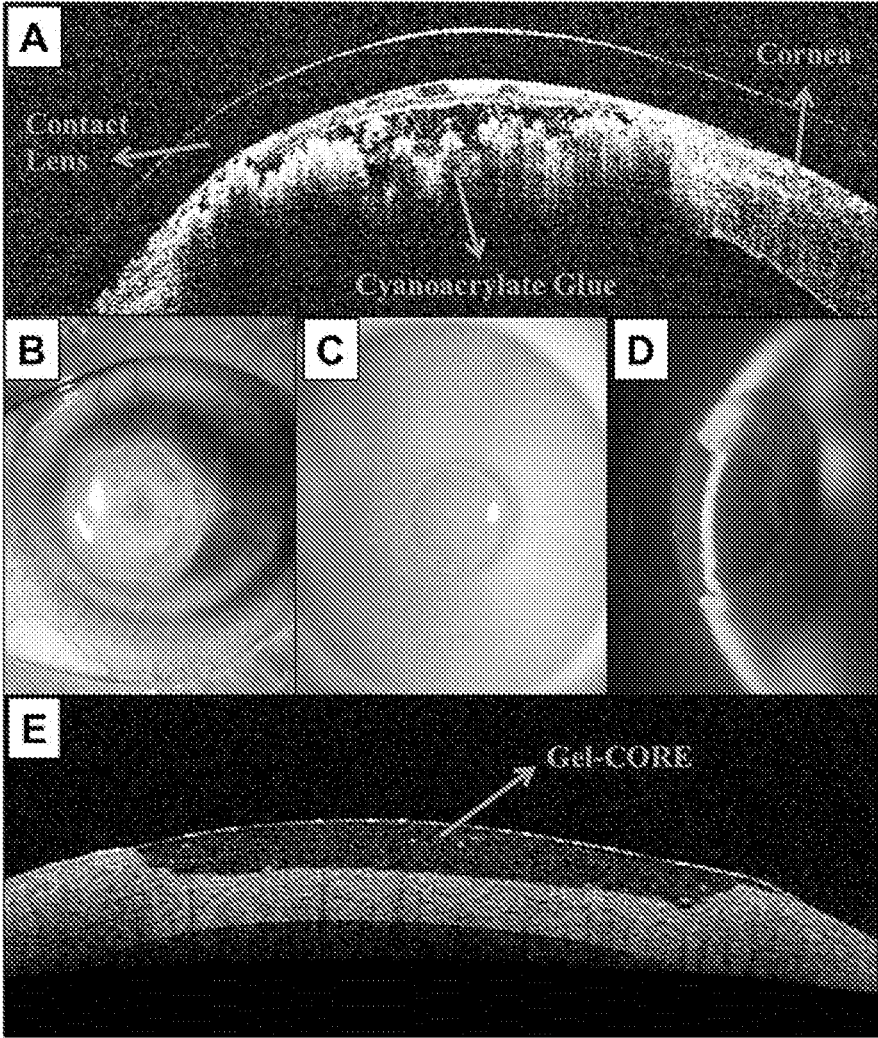 A
Cornea
Contact
Lens
Cyanoacrylate Glue
B
C
D
E
Gel-CORE